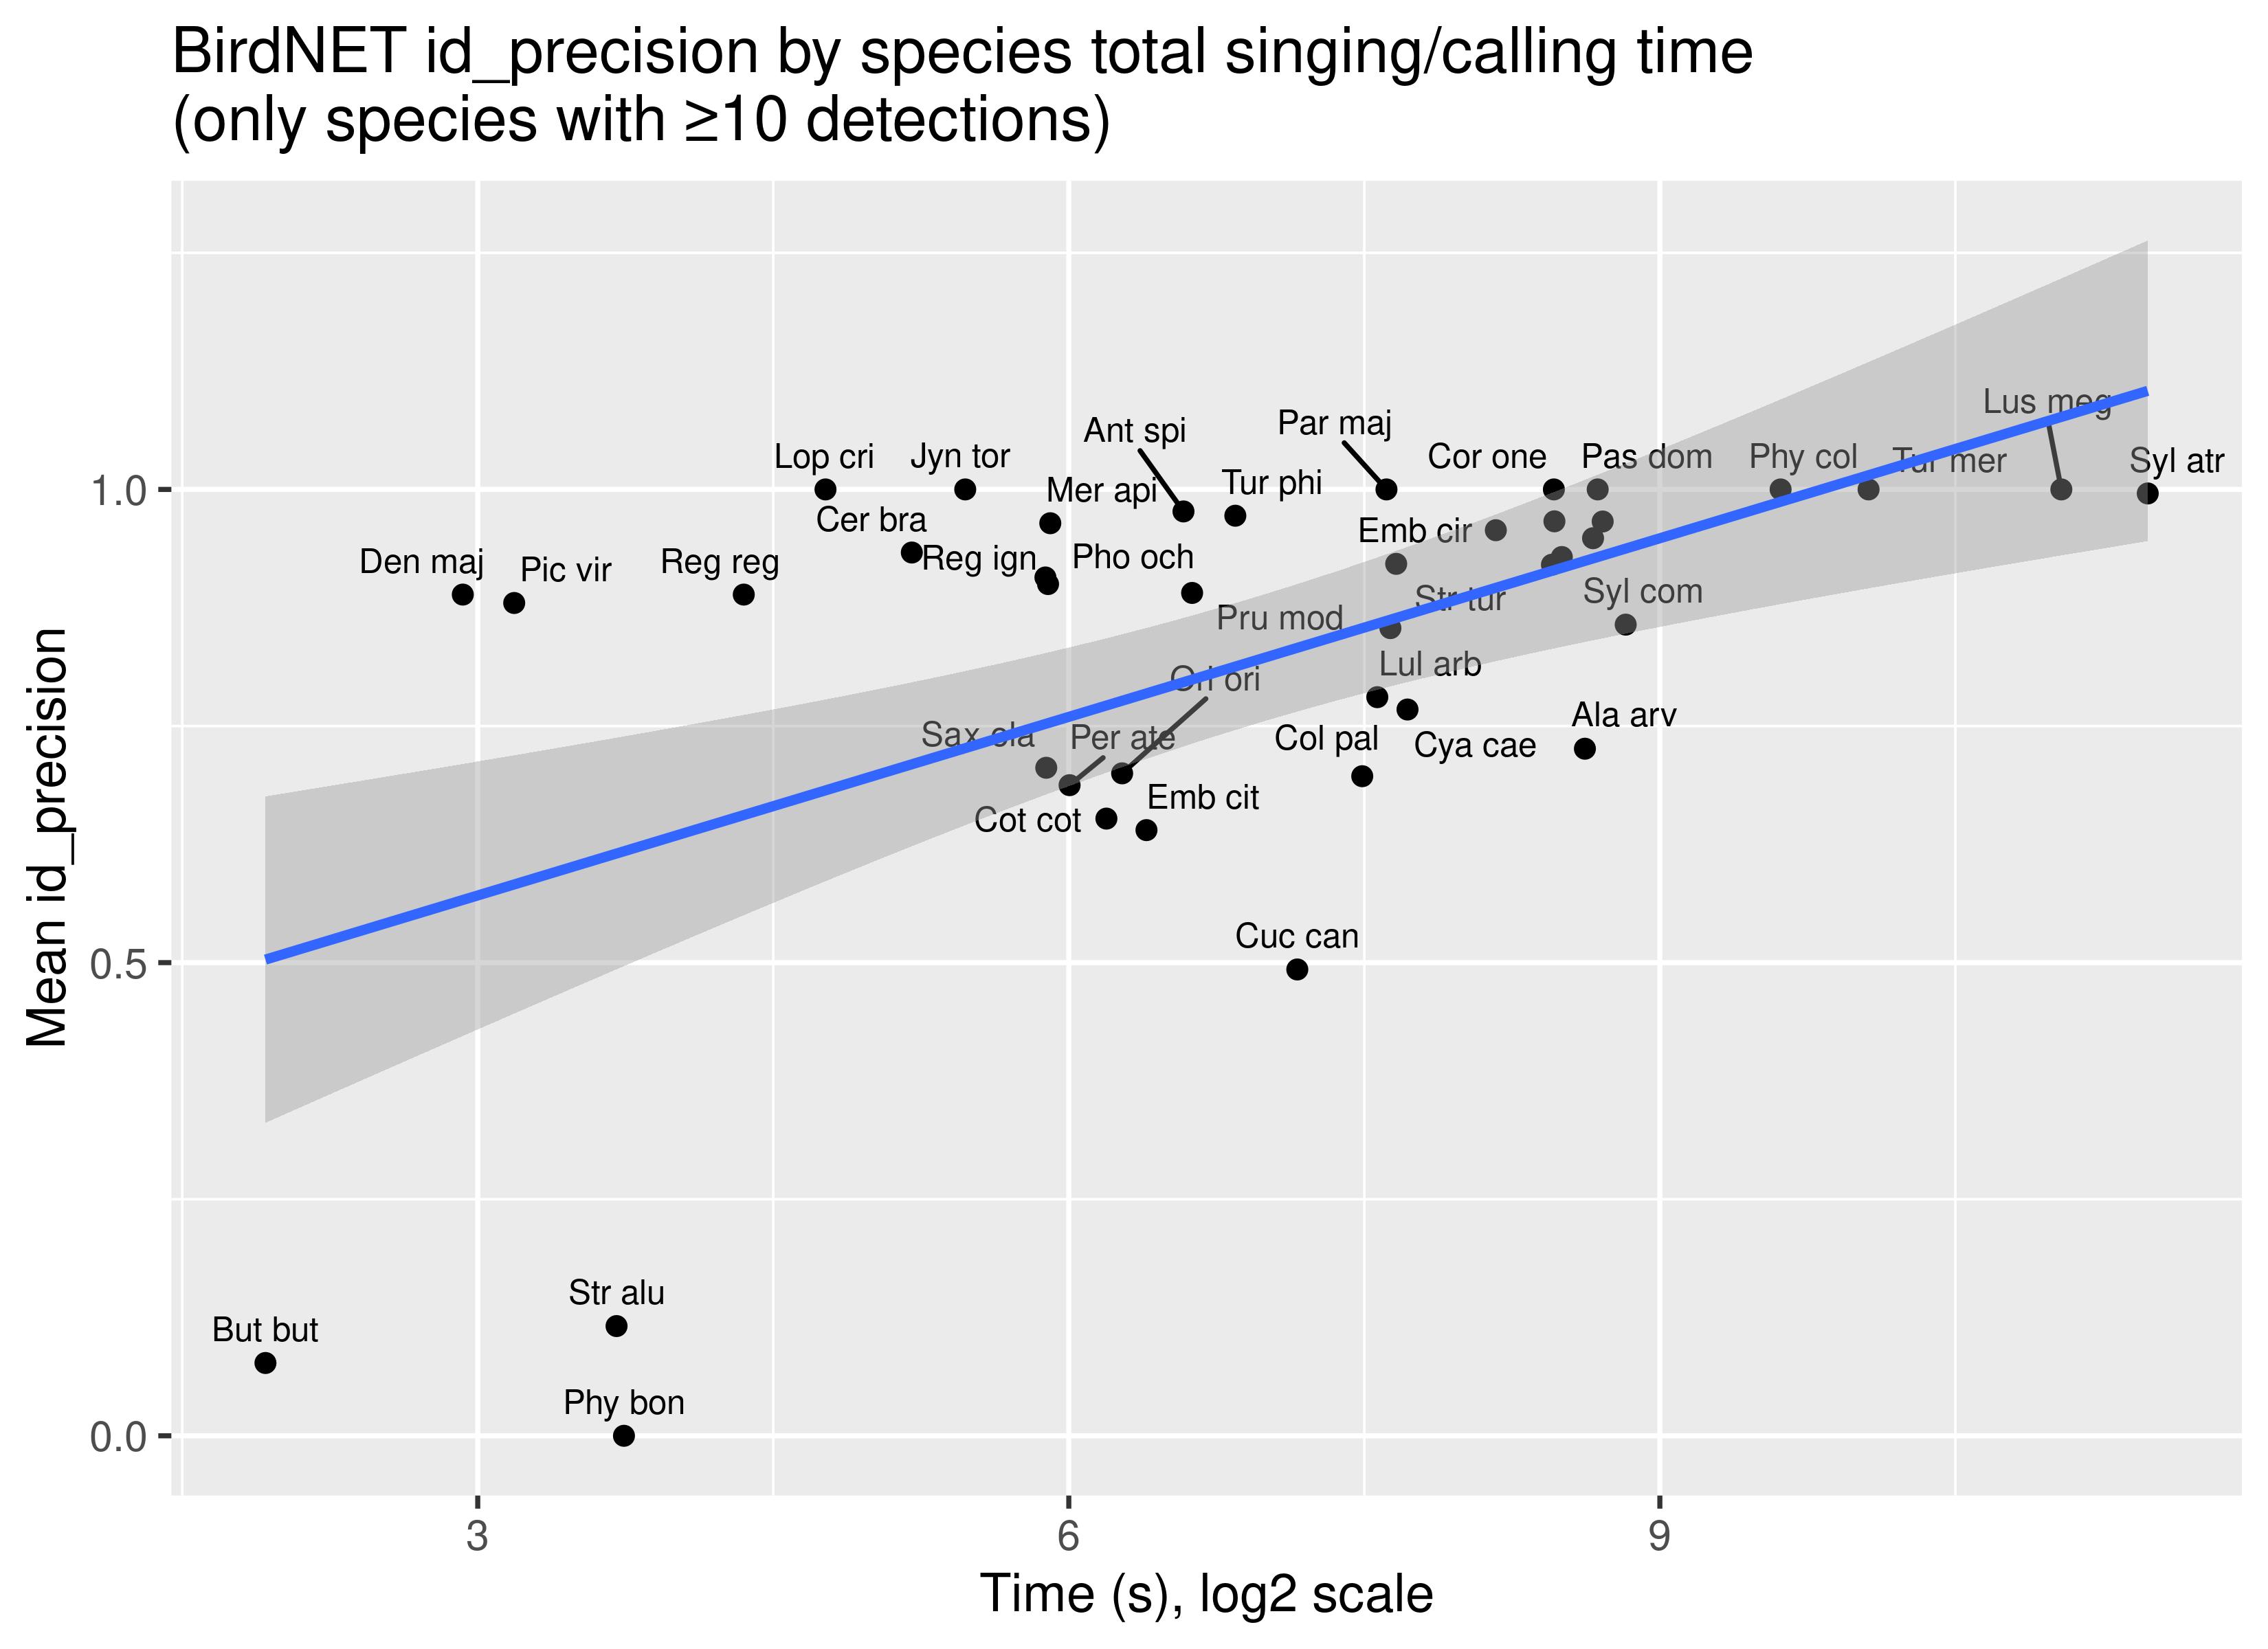 BirdNET id_precision by species total singing/calling time
(only species with ≥10 detections)
Mean id_precision
1.0
0.5
0.0
Lus meg
Par maj
Ant spi
Lop cri
Jyn tor
Cor one
Pas dom
Phy col
Tur mer
Syl atr
Mer api
Tur phi
Cer bra
Emb cir
Den maj
Pic vir
Reg reg
Reg ign
Pho och
Str tur
Syl com
Pru mod
Lul arb
Ori ori
Ala arv
Sax ola
Per ate
Col pal
Cya cae
Emb cit
Cot cot
Cuc can
Str alu
But but
Phy bon
3
6
9
Time (s), log2 scale